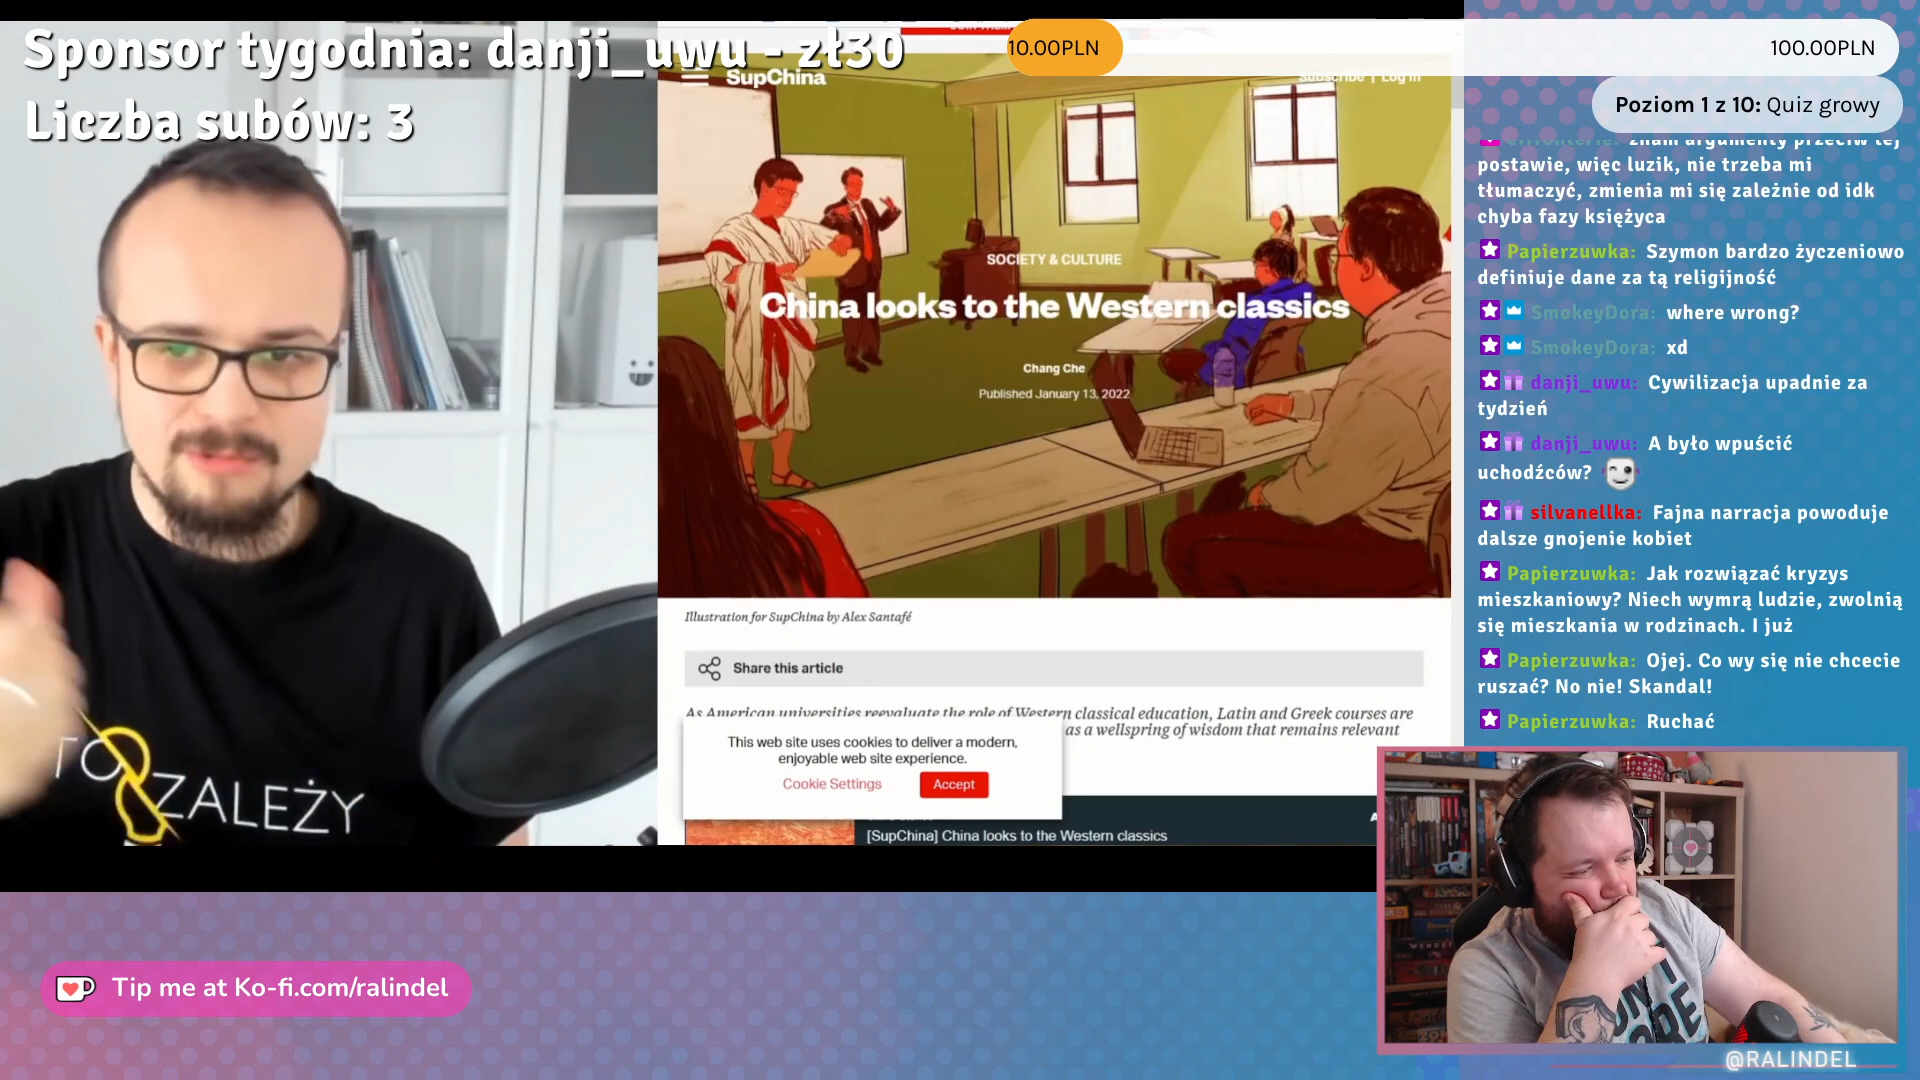 Sponsor tygodnia: danji_uwu - zł30
Liczba subów: 3
10.00PLN
100.00PLN
Poziom 1 z 10: Quiz growy
SupChina
Subscribe | Log in
SOCIETY & CULTURE
China looks to the Western classics
Chang Che
Published January 13, 2022
Illustration for SupChina by Alex Santafé
Share this article
As American universities reevaluate the role of Western classical education, Latin and Greek courses are
as a wellspring of wisdom that remains relevant
This web site uses cookies to deliver a modern,
enjoyable web site experience.
Cookie Settings
Accept
[SupChina] China looks to the Western classics
TO ZALEŻY
znam argumenty przeciw tej
postawie, więc luzik, nie trzeba mi
tłumaczyć, zmienia mi się zależnie od idk
chyba fazy księżyca
Papierzuwka: Szymon bardzo życzeniowo
definiuje dane za tą religijność
SmokeyDora: where wrong?
SmokeyDora: xd
danji_uwu: Cywilizacja upadnie za
tydzień
danji_uwu: A było wpuścić
uchodźców?
silvanellka: Fajna narracja powoduje
dalsze gnojenie kobiet
Papierzuwka: Jak rozwiązać kryzys
mieszkaniowy? Niech wymrą ludzie, zwolnią
się mieszkania w rodzinach. I już
Papierzuwka: Ojej. Co wy się nie chcecie
ruszać? No nie! Skandal!
Papierzuwka: Ruchać
Tip me at Ko-fi.com/ralindel
@RALINDEL